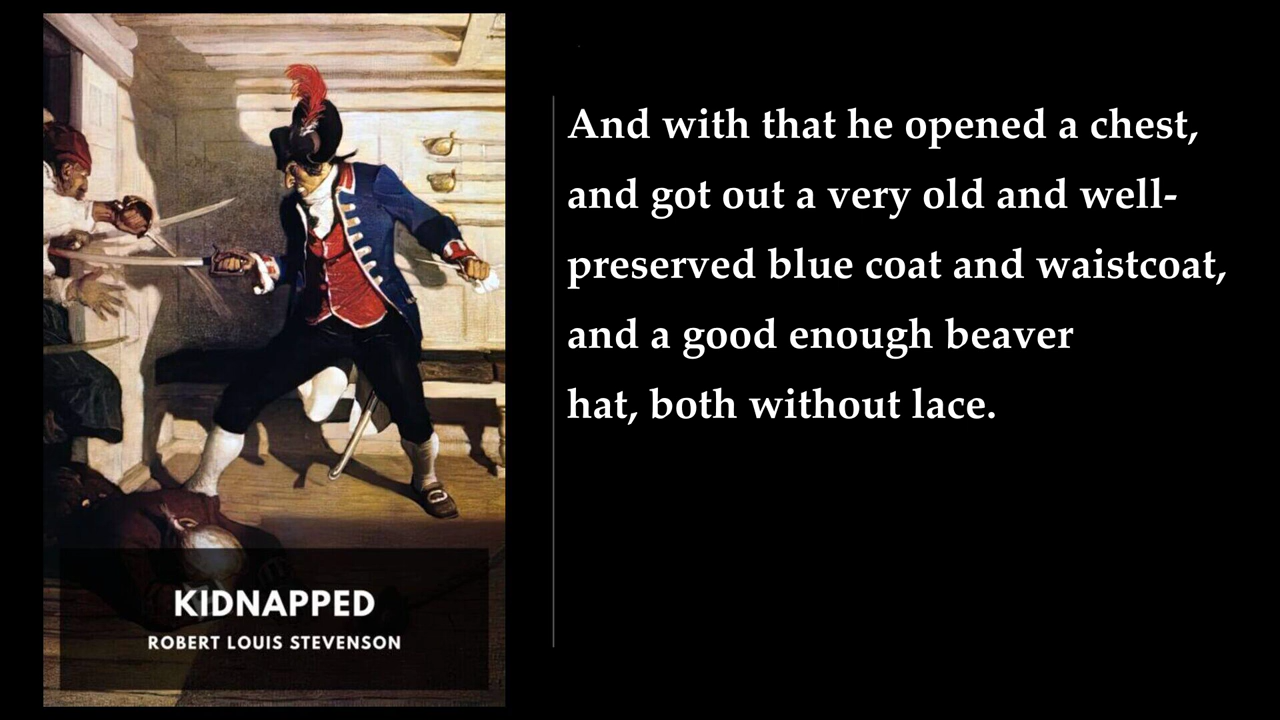 KIDNAPPED
ROBERT LOUIS STEVENSON
And with that he opened a chest,
and got out a very old and well-
preserved blue coat and waistcoat,
and a good enough beaver
hat, both without lace.